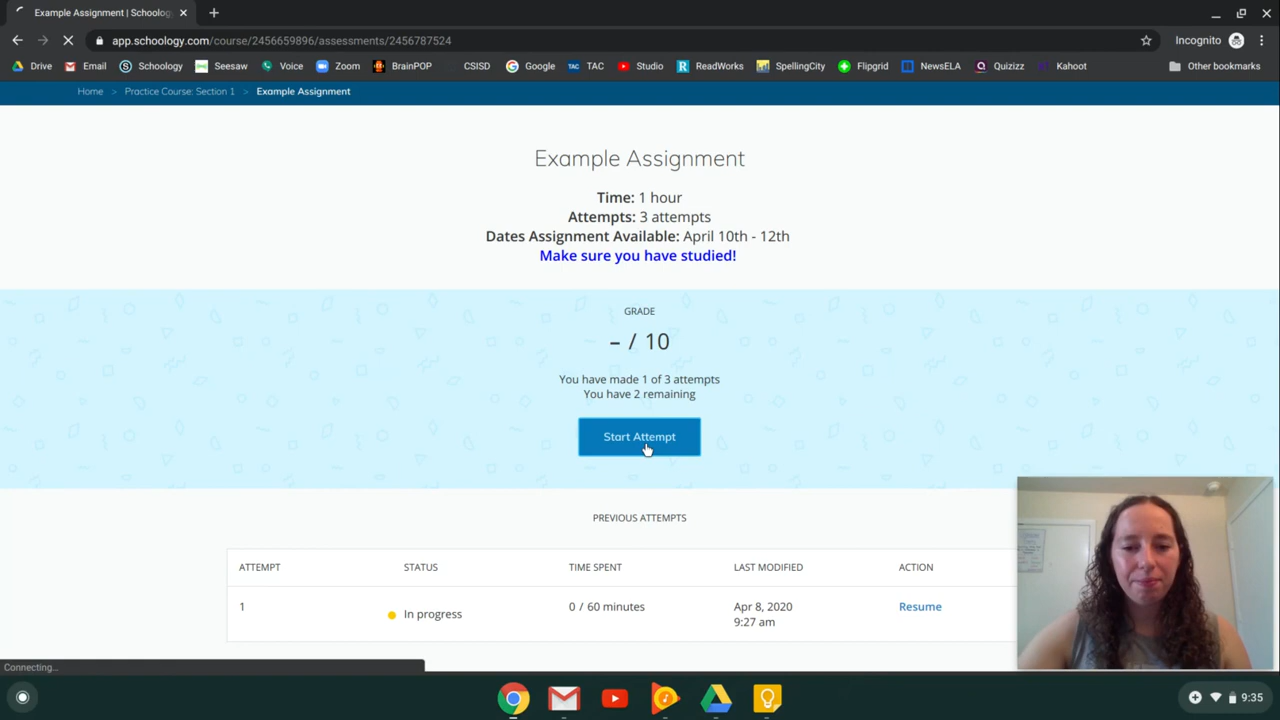 Example Assignment | Schoology
app.schoology.com/course/2456659896/assessments/2456787524
Incognito
Drive Email Schoology Seesaw Voice Zoom BrainPOP CSISD Google TAC TAC Studio ReadWorks SpellingCity Flipgrid NewsELA Quizizz Kahoot Other bookmarks
Home > Practice Course: Section 1 > Example Assignment
Example Assignment
Time: 1 hour
Attempts: 3 attempts
Dates Assignment Available: April 10th - 12th
Make sure you have studied!
GRADE
– / 10
You have made 1 of 3 attempts
You have 2 remaining
Start Attempt
PREVIOUS ATTEMPTS
ATTEMPT STATUS TIME SPENT LAST MODIFIED ACTION
1 In progress 0 / 60 minutes Apr 8, 2020 Resume
9:27 am
Connecting...
9:35